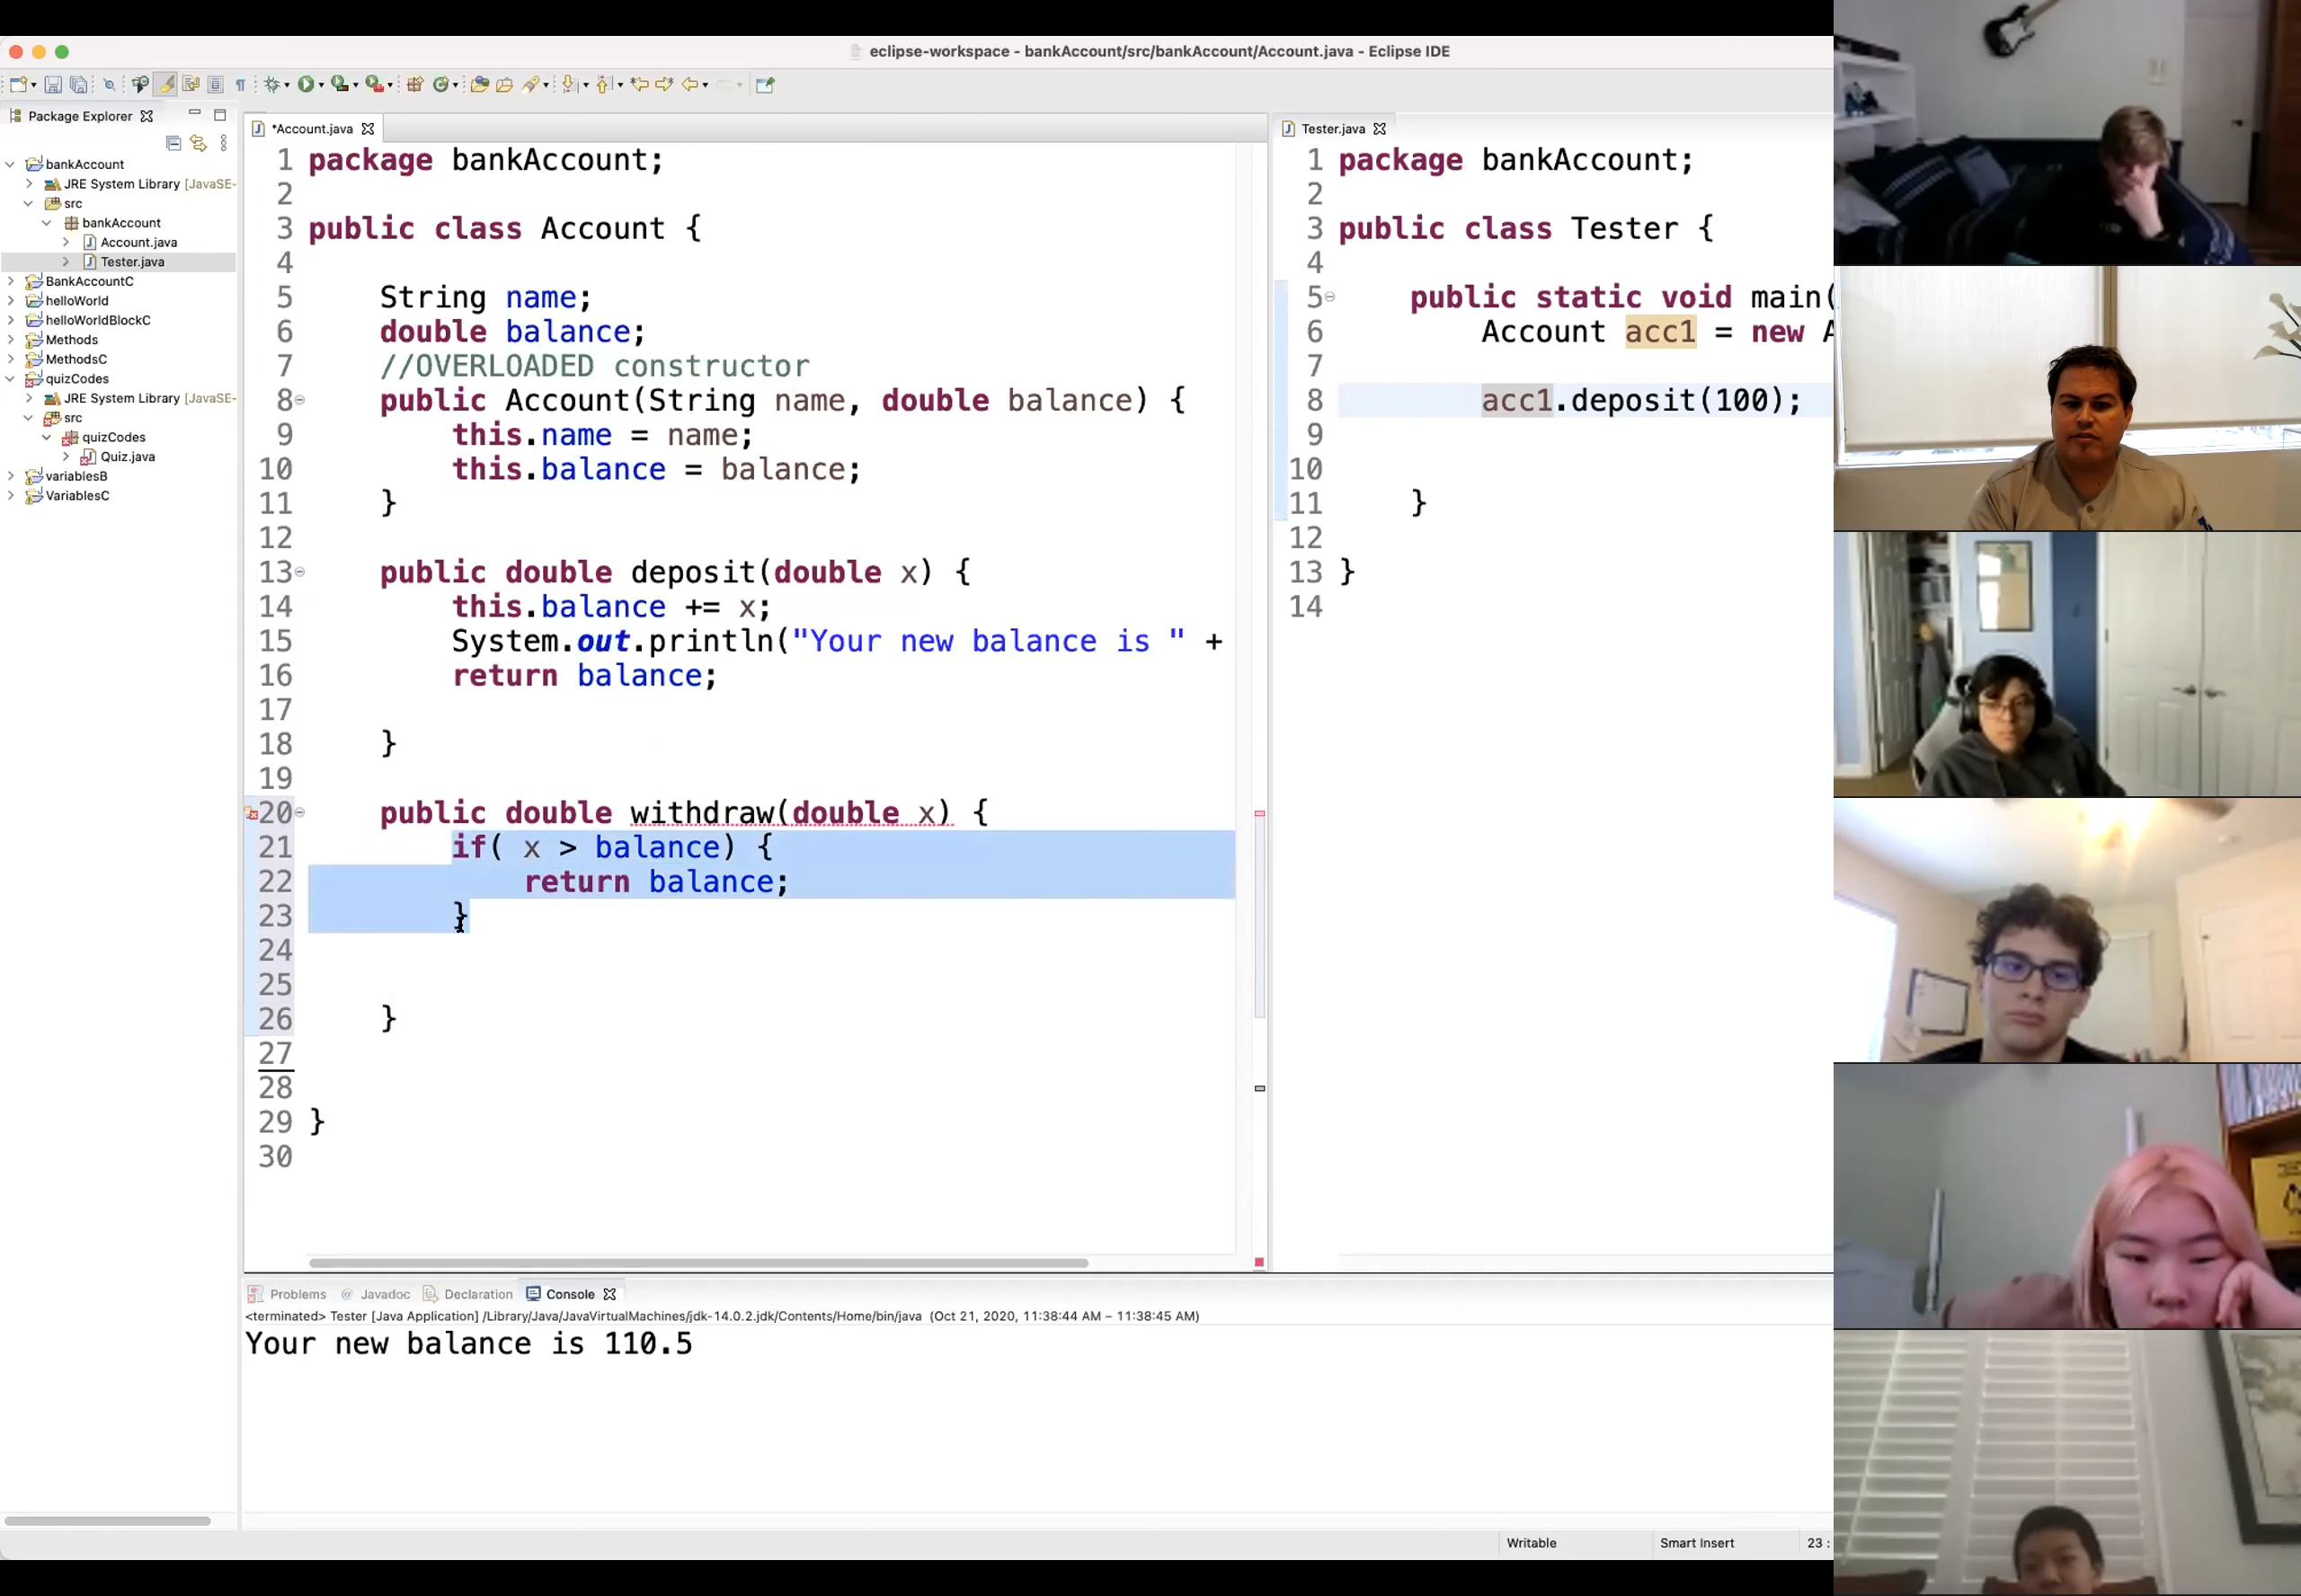 eclipse-workspace - bankAccount/src/bankAccount/Account.java - Eclipse IDE
Package Explorer
bankAccount
JRE System Library [JavaSE-
src
bankAccount
Account.java
Tester.java
BankAccountC
helloWorld
helloWorldBlockC
Methods
MethodsC
quizCodes
JRE System Library [JavaSE-
src
quizCodes
Quiz.java
variablesB
VariablesC
*Account.java
1 package bankAccount;
2
3 public class Account {
4
5 String name;
6 double balance;
7 //OVERLOADED constructor
8 public Account(String name, double balance) {
9 this.name = name;
10 this.balance = balance;
11 }
12
13 public double deposit(double x) {
14 this.balance += x;
15 System.out.println("Your new balance is " +
16 return balance;
17
18 }
19
20 public double withdraw(double x) {
21 if( x > balance) {
22 return balance;
23 }
24
25
26 }
27
28
29 }
30
Tester.java
1 package bankAccount;
2
3 public class Tester {
4
5 public static void main(
6 Account acc1 = new A
7
8 acc1.deposit(100);
9
10
11 }
12
13 }
14
Problems @ Javadoc Declaration Console
<terminated> Tester [Java Application] /Library/Java/JavaVirtualMachines/jdk-14.0.2.jdk/Contents/Home/bin/java (Oct 21, 2020, 11:38:44 AM – 11:38:45 AM)
Your new balance is 110.5
Writable Smart Insert 23 :